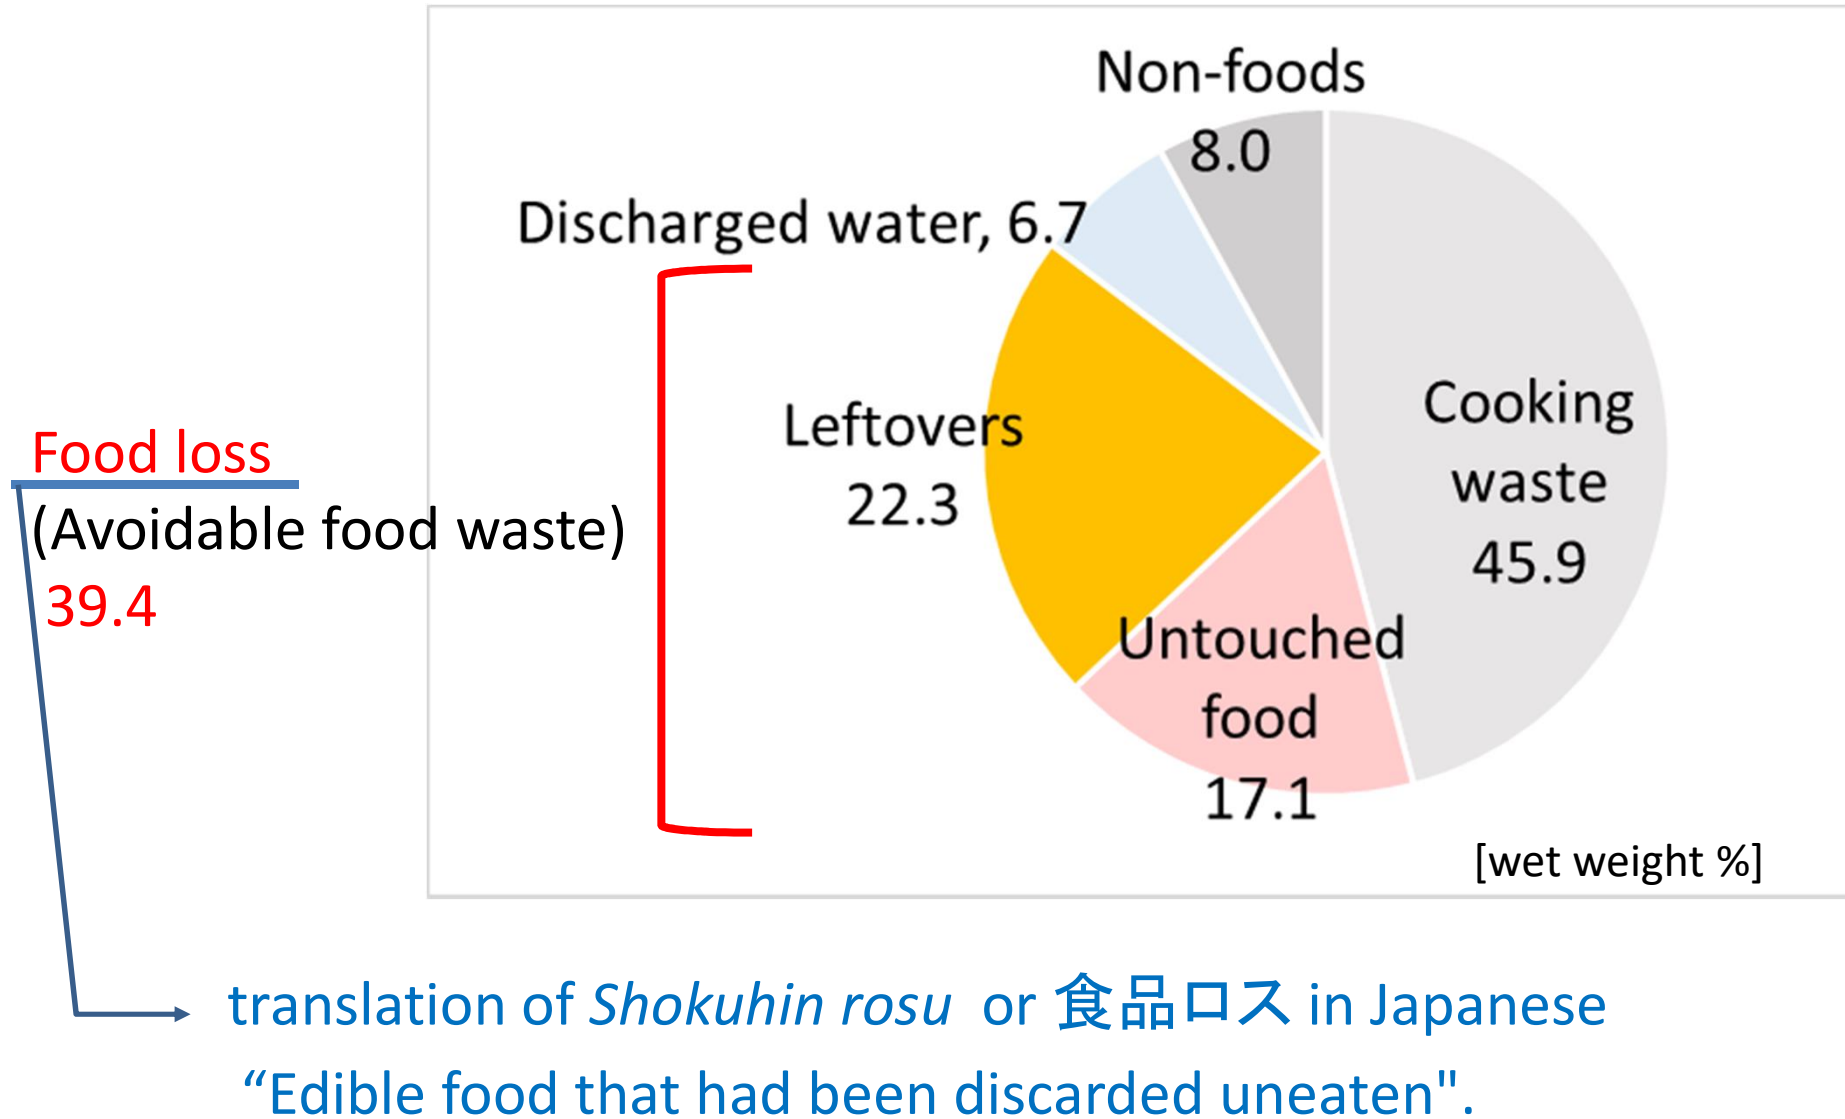 Non-foods
8.0
Discharged water, 6.7
Leftovers
22.3
Cooking
waste
45.9
Untouched
food
17.1
[wet weight %]
Food loss
(Avoidable food waste)
39.4
translation of Shokuhin rosu or 食品ロス in Japanese
“Edible food that had been discarded uneaten".